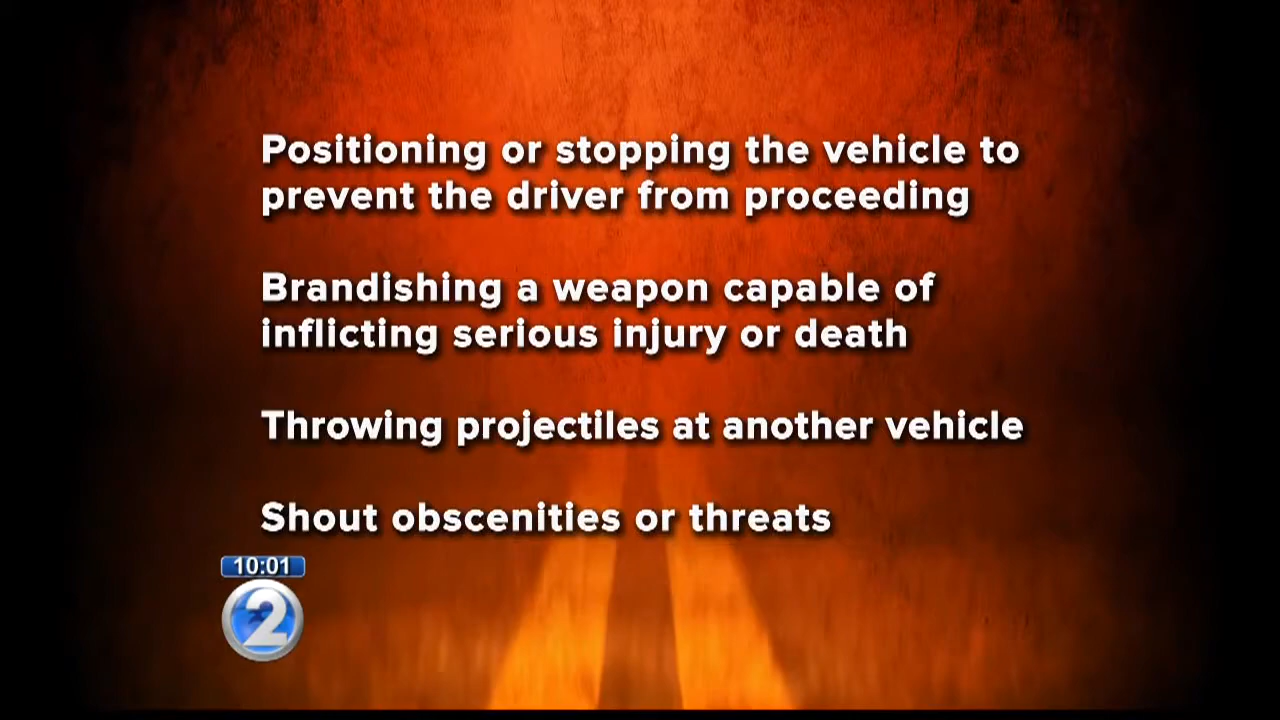 Positioning or stopping the vehicle to
prevent the driver from proceeding
Brandishing a weapon capable of
inflicting serious injury or death
Throwing projectiles at another vehicle
Shout obscenities or threats
10:01
2